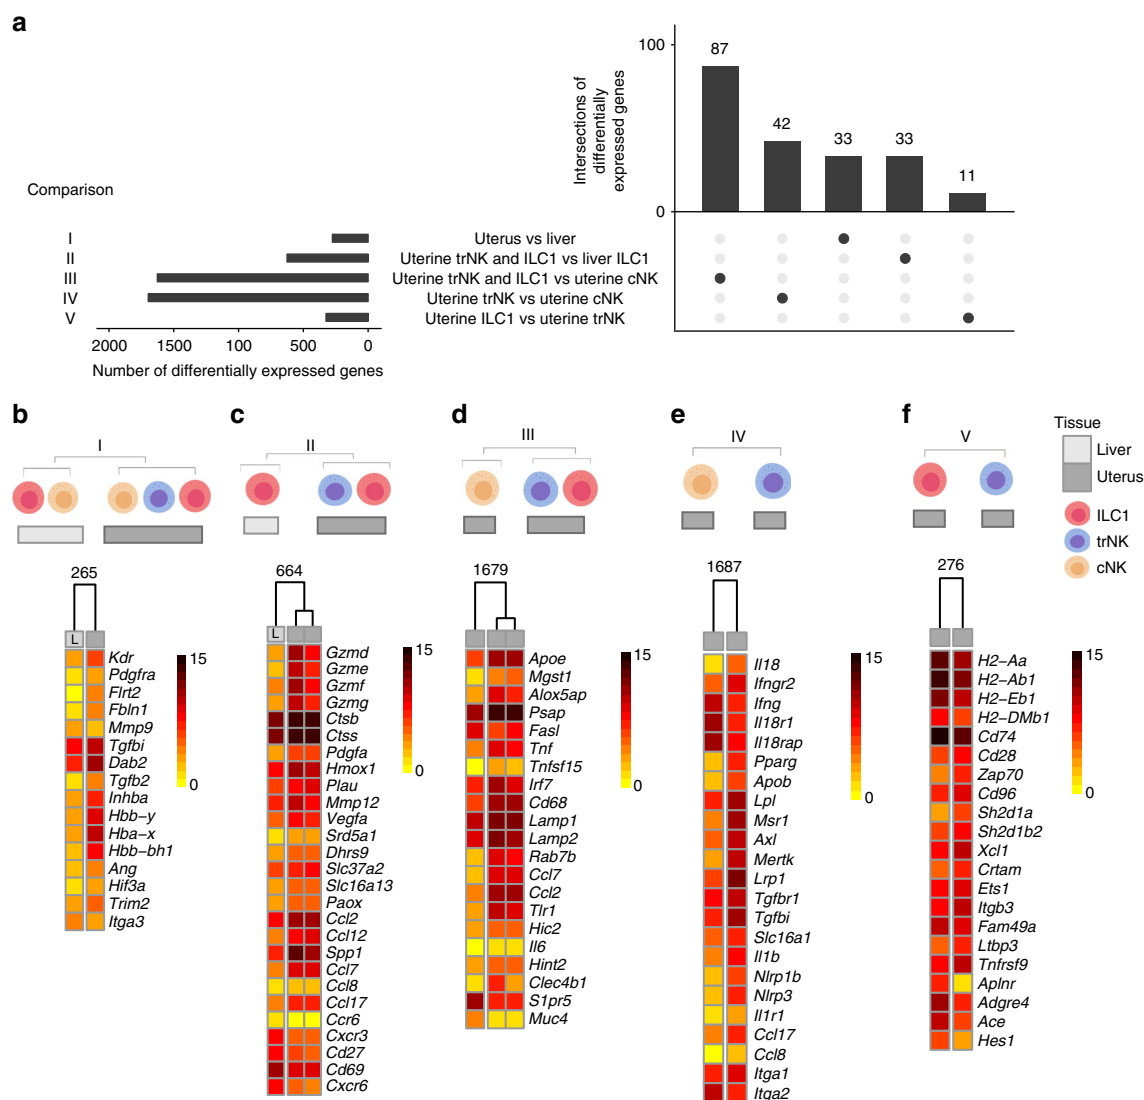 a
Intersections of
differentially
expressed genes
100
0
87
42
33
33
11
Comparison
I
Uterus vs liver
II
Uterine trNK and ILC1 vs liver ILC1
III
Uterine trNK and ILC1 vs uterine cNK
IV
Uterine trNK vs uterine cNK
V
Uterine ILC1 vs uterine trNK
2000 1500 1000 500 0
Number of differentially expressed genes
b
I
265
L
Kdr
Pdgfra
Flrt2
Fbln1
Mmp9
Tgfbi
Dab2
Tgfb2
Inhba
Hbb−y
Hba−x
Hbb−bh1
Ang
Hif3a
Trim2
Itga3
15
0
c
II
664
L
Gzmd
Gzme
Gzmf
Gzmg
Ctsb
Ctss
Pdgfa
Hmox1
Plau
Mmp12
Vegfa
Srd5a1
Dhrs9
Slc37a2
Slc16a13
Paox
Ccl2
Ccl12
Spp1
Ccl7
Ccl8
Ccl17
Ccr6
Cxcr3
Cd27
Cd69
Cxcr6
15
0
d
III
1679
Apoe
Mgst1
Alox5ap
Psap
Fasl
Tnf
Tnfsf15
Irf7
Cd68
Lamp1
Lamp2
Rab7b
Ccl7
Ccl2
Tlr1
Hic2
Il6
Hint2
Clec4b1
S1pr5
Muc4
15
0
e
IV
1687
Il18
Ifngr2
Ifng
Il18r1
Il18rap
Pparg
Apob
Lpl
Msr1
Axl
Mertk
Lrp1
Tgfbr1
Tgfbi
Slc16a1
Il1b
Nlrp1b
Nlrp3
Il1r1
Ccl17
Ccl8
Itga1
Itga2
15
0
f
V
276
H2−Aa
H2−Ab1
H2−Eb1
H2−DMb1
Cd74
Cd28
Zap70
Cd96
Sh2d1a
Sh2d1b2
Xcl1
Crtam
Ets1
Itgb3
Fam49a
Ltbp3
Tnfrsf9
Aplnr
Adgre4
Ace
Hes1
15
0
Tissue
Liver
Uterus
ILC1
trNK
cNK